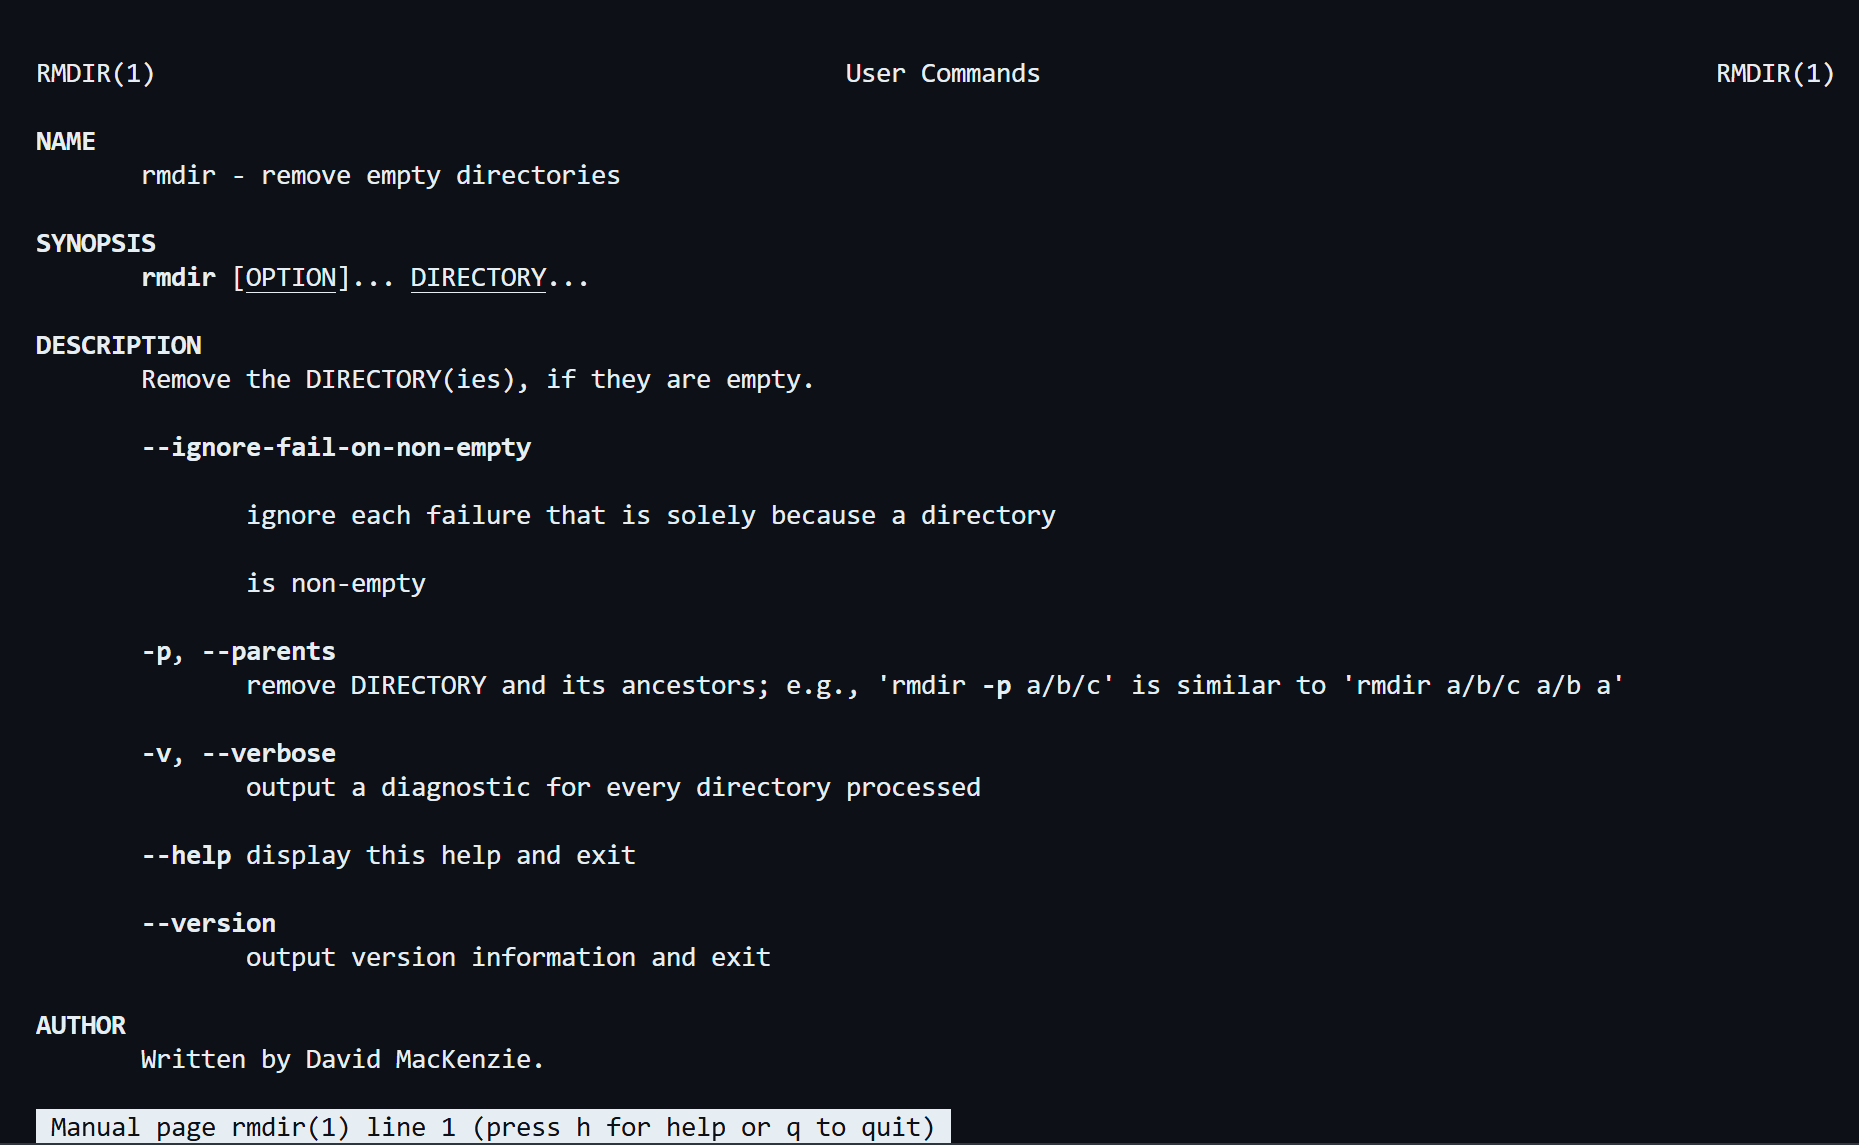 RMDIR(1) User Commands RMDIR(1)
NAME
rmdir - remove empty directories
SYNOPSIS
rmdir [OPTION]... DIRECTORY...
DESCRIPTION
Remove the DIRECTORY(ies), if they are empty.
--ignore-fail-on-non-empty
ignore each failure that is solely because a directory
is non-empty
-p, --parents
remove DIRECTORY and its ancestors; e.g., 'rmdir -p a/b/c' is similar to 'rmdir a/b/c a/b a'
-v, --verbose
output a diagnostic for every directory processed
--help display this help and exit
--version
output version information and exit
AUTHOR
Written by David MacKenzie.
Manual page rmdir(1) line 1 (press h for help or q to quit)